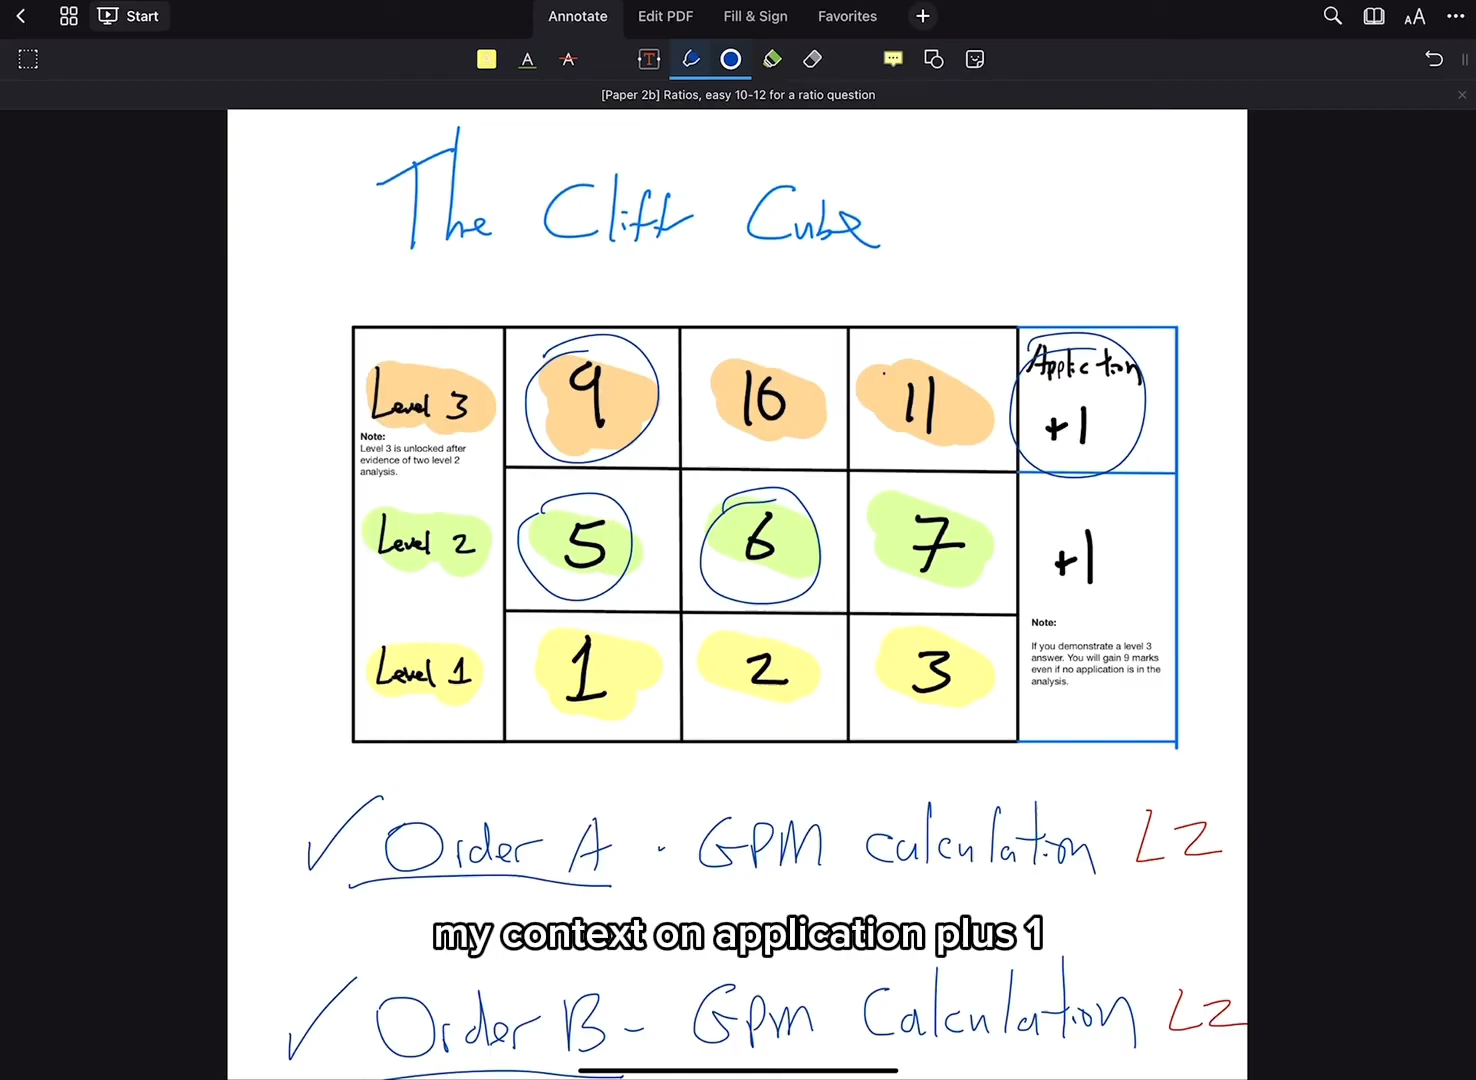 Start
Annotate
Edit PDF
Fill & Sign
Favorites
[Paper 2b] Ratios, easy 10-12 for a ratio question
The Cliff Cube
Level 3
9
10
11
Application
+1
Note:
Level 3 is unlocked after
evidence of two level 2
analysis.
Level 2
5
6
7
+1
Note:
If you demonstrate a level 3
answer. You will gain 9 marks
even if no application is in the
analysis.
Level 1
1
2
3
Order A - GPM calculation L2
my context on application plus 1
Order B - GPM Calculation L2